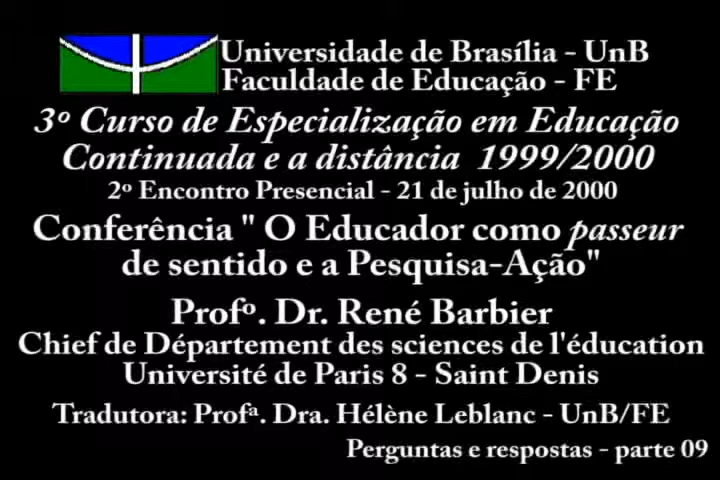 Universidade de Brasília - UnB
Faculdade de Educação - FE
3º Curso de Especialização em Educação
Continuada e a distância 1999/2000
2º Encontro Presencial - 21 de julho de 2000
Conferência " O Educador como passeur
de sentido e a Pesquisa-Ação"
Profº. Dr. René Barbier
Chief de Département des sciences de l'éducation
Université de Paris 8 - Saint Denis
Tradutora: Profª. Dra. Hélène Leblanc - UnB/FE
Perguntas e respostas - parte 09